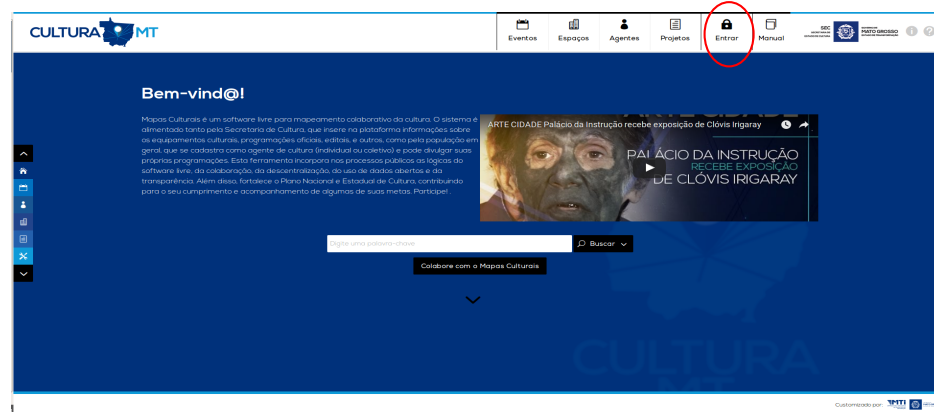 CULTURA MT
Eventos
Espaços
Agentes
Projetos
Entrar
Manual
SEC
MATO GROSSO
Bem-vind@!
Mapas Culturais é um software livre para mapeamento colaborativo da cultura. O sistema é
alimentado tanto pela Secretaria de Cultura, que insere na plataforma informações sobre
os equipamentos culturais, programações oficiais, editais, e outros, como pela população em
geral, que se cadastra como agente de cultura (individual ou coletivo) e pode divulgar suas
próprias programações. Esta ferramenta incorpora nos processos públicos as lógicas do
software livre, da colaboração, da descentralização, do uso de dados abertos e da
transparência. Além disso, fortalece o Plano Nacional e Estadual de Cultura, contribuindo
para o seu cumprimento e acompanhamento de algumas de suas metas. Participe! .
ARTE CIDADE Palácio da Instrução recebe exposição de Clóvis Irigaray
PALÁCIO DA INSTRUÇÃO
RECEBE EXPOSIÇÃO
DE CLÓVIS IRIGARAY
Digite uma palavra-chave
Buscar
Colabore com o Mapas Culturais
CULTURA
MT
Customizado por: MTI